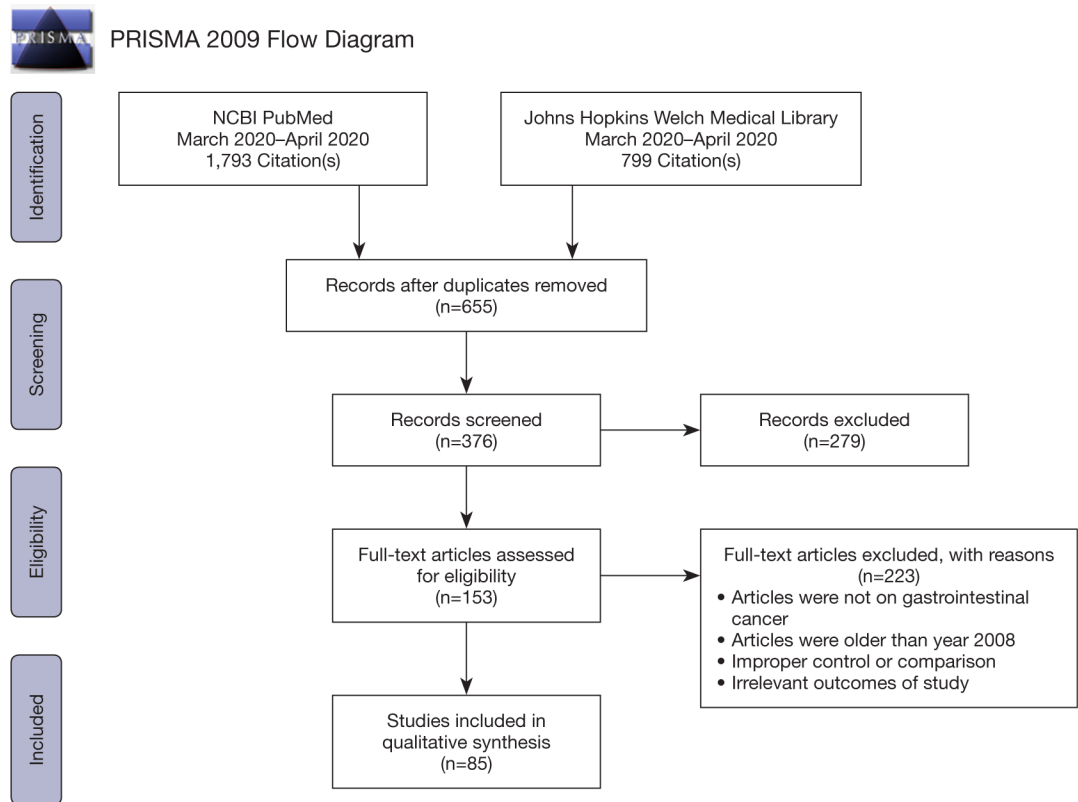 PRISMA
PRISMA 2009 Flow Diagram
Identification
NCBI PubMed
March 2020–April 2020
1,793 Citation(s)
Johns Hopkins Welch Medical Library
March 2020–April 2020
799 Citation(s)
Records after duplicates removed
(n=655)
Screening
Records screened
(n=376)
Records excluded
(n=279)
Eligibility
Full-text articles assessed
for eligibility
(n=153)
Full-text articles excluded, with reasons
(n=223)
• Articles were not on gastrointestinal
cancer
• Articles were older than year 2008
• Improper control or comparison
• Irrelevant outcomes of study
Included
Studies included in
qualitative synthesis
(n=85)